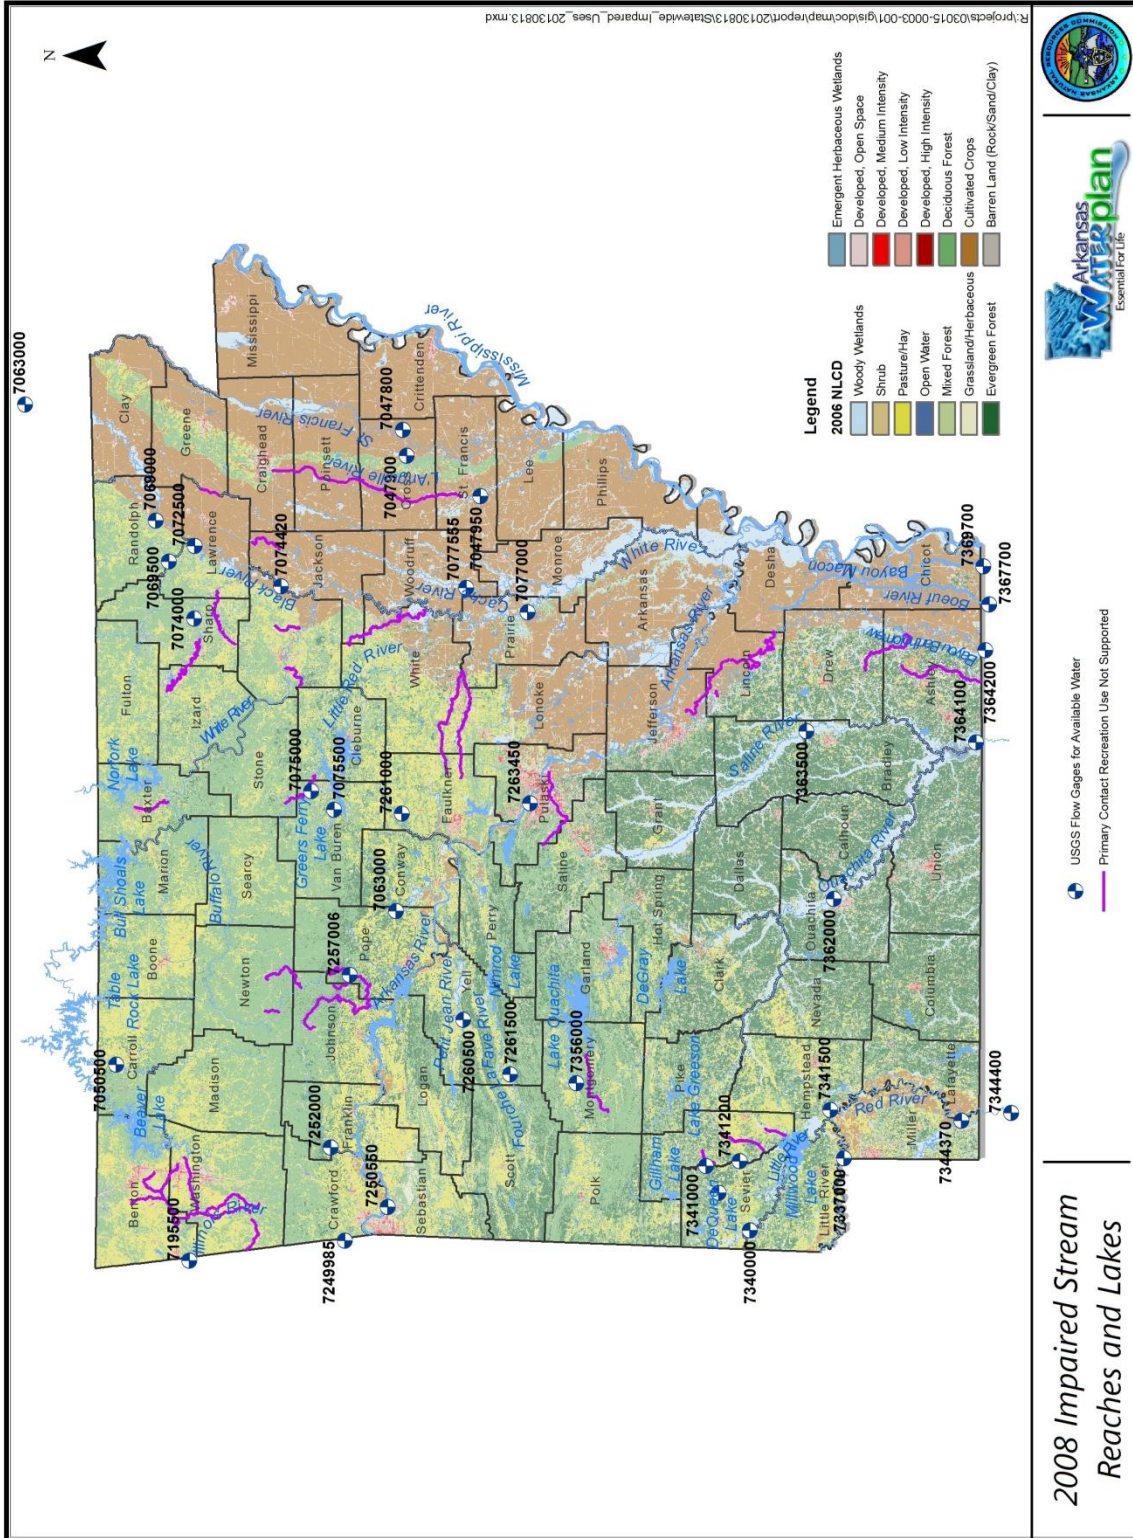 R:\projects\03015-0003-001\gis\doc\map\report\20130813\Statewide_Impared_Uses_20130813.mxd
N
7063000
7050500
Table
Rock Lake
Bull Shoals
Lake
Norfork
Lake
Beaver
Lake
Benton
Carroll
Boone
Marion
Baxter
Fulton
Randolph
Clay
7069500
7069000
7072500
7074000
Sharp
Lawrence
Greene
Mississippi
7195500
Washington
Illinois River
Madison
Newton
Searcy
Buffalo River
Stone
Izard
White River
Craighead
St. Francis River
7074420
Black River
Jackson
Poinsett
L'Anguille River
7252000
7249985
7250550
Crawford
Franklin
Johnson
7257006
Pope
Van Buren
Greers Ferry
Lake
7075000
7075500
Cleburne
Little Red River
7063000
7261000
Conway
Faulkner
White
Woodruff
7047900
7047800
Cross
Crittenden
Mississippi River
Sebastian
Logan
Arkansas River
Petit Jean River
Yell
7260500
Fourche LaFave River
7261500
Nimrod
Lake
Perry
7077555
7047950
St. Francis
7077000
Prairie
Monroe
Lee
Scott
Polk
Montgomery
7356000
Lake Ouachita
Garland
Saline
7263450
Pulaski
Lonoke
White River
Arkansas
Phillips
Hot Spring
Grant
Jefferson
Arkansas River
Desha
7341000
Gillham
Lake
DeQueen
Lake
Sevier
7341200
Pike
Lake Greeson
DeGray
Lake
Clark
Dallas
Saline River
7363500
Lincoln
Drew
7340000
Little River
Millwood
Lake
Little River
7337000
Hempstead
7341500
Nevada
Ouachita
7362000
Ouachita River
Calhoun
Bradley
Bayou Macon
Boeuf River
Chicot
Miller
Red River
Lafayette
Columbia
Union
Ashley
7344370
7344400
7364100
7364200
7367700
7369700
Legend
2006 NLCD
Woody Wetlands
Shrub
Pasture/Hay
Open Water
Mixed Forest
Grassland/Herbaceous
Evergreen Forest
Emergent Herbaceous Wetlands
Developed, Open Space
Developed, Medium Intensity
Developed, Low Intensity
Developed, High Intensity
Deciduous Forest
Cultivated Crops
Barren Land (Rock/Sand/Clay)
2008 Impaired Stream
Reaches and Lakes
USGS Flow Gages for Available Water
Primary Contact Recreation Use Not Supported
Arkansas
WATERplan
Essential For Life
ARKANSAS NATURAL RESOURCES COMMISSION